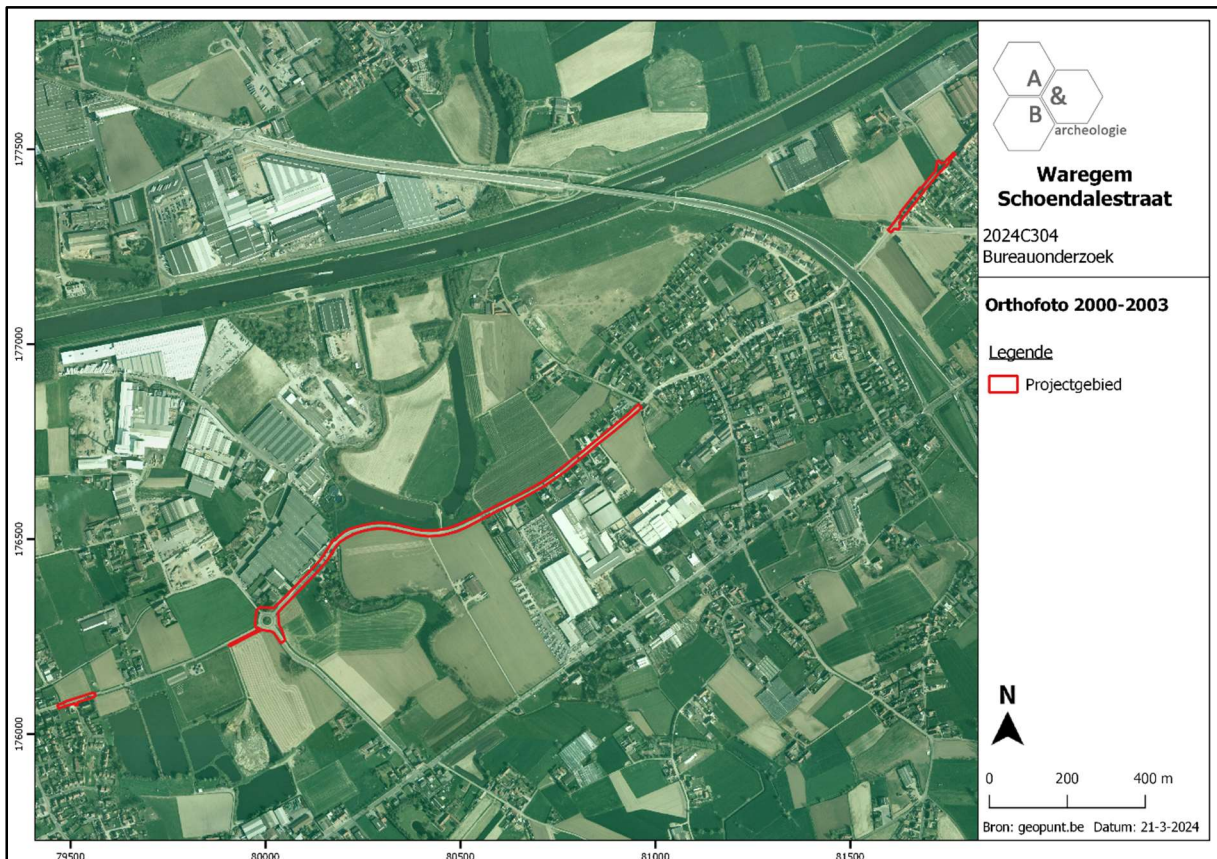 A
&
B
archeologie
Waregem
Schoendalestraat
2024C304
Bureauonderzoek
Orthofoto 2000-2003
Legende
Projectgebied
N
0 200 400 m
Bron: geopunt.be Datum: 21-3-2024
177500
177000
176500
176000
79500 80000 80500 81000 81500